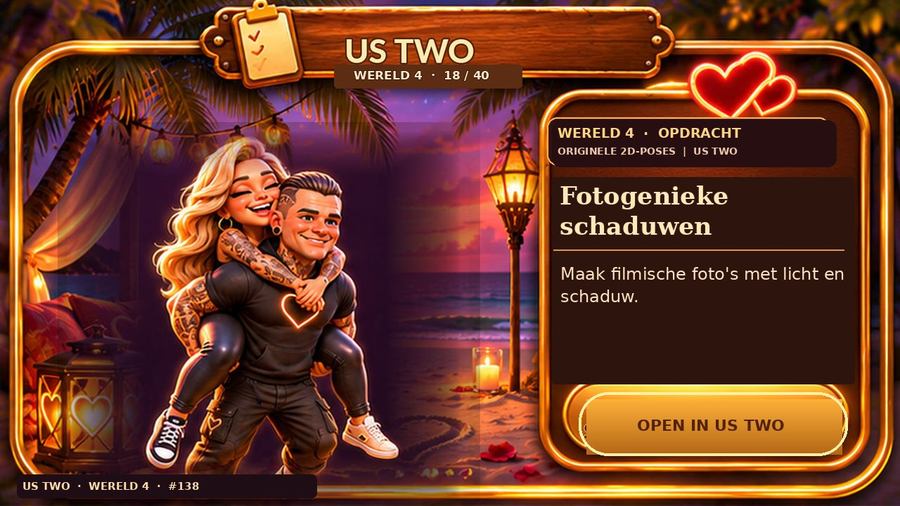 US TWO
WERELD 4 · 18 / 40
WERELD 4 · OPDRACHT
ORIGINELE 2D-POSES | US TWO
Fotogenieke
schaduwen
Maak filmische foto's met licht en
schaduw.
OPEN IN US TWO
US TWO · WERELD 4 · #138